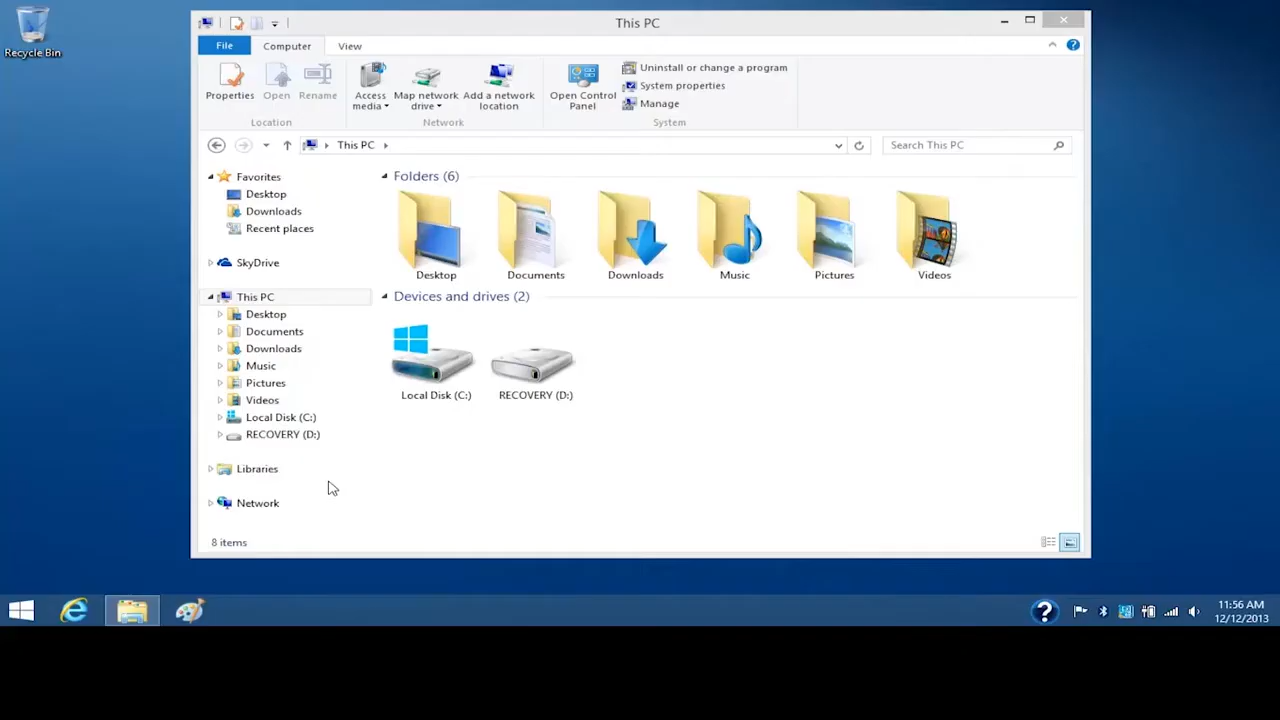 Recycle Bin
This PC
File
Computer
View
Properties
Open
Rename
Access media
Map network drive
Add a network location
Open Control Panel
Uninstall or change a program
System properties
Manage
Location
Network
System
This PC
Search This PC
Favorites
Desktop
Downloads
Recent places
SkyDrive
This PC
Desktop
Documents
Downloads
Music
Pictures
Videos
Local Disk (C:)
RECOVERY (D:)
Libraries
Network
Folders (6)
Desktop
Documents
Downloads
Music
Pictures
Videos
Devices and drives (2)
Local Disk (C:)
RECOVERY (D:)
8 items
11:56 AM
12/12/2013